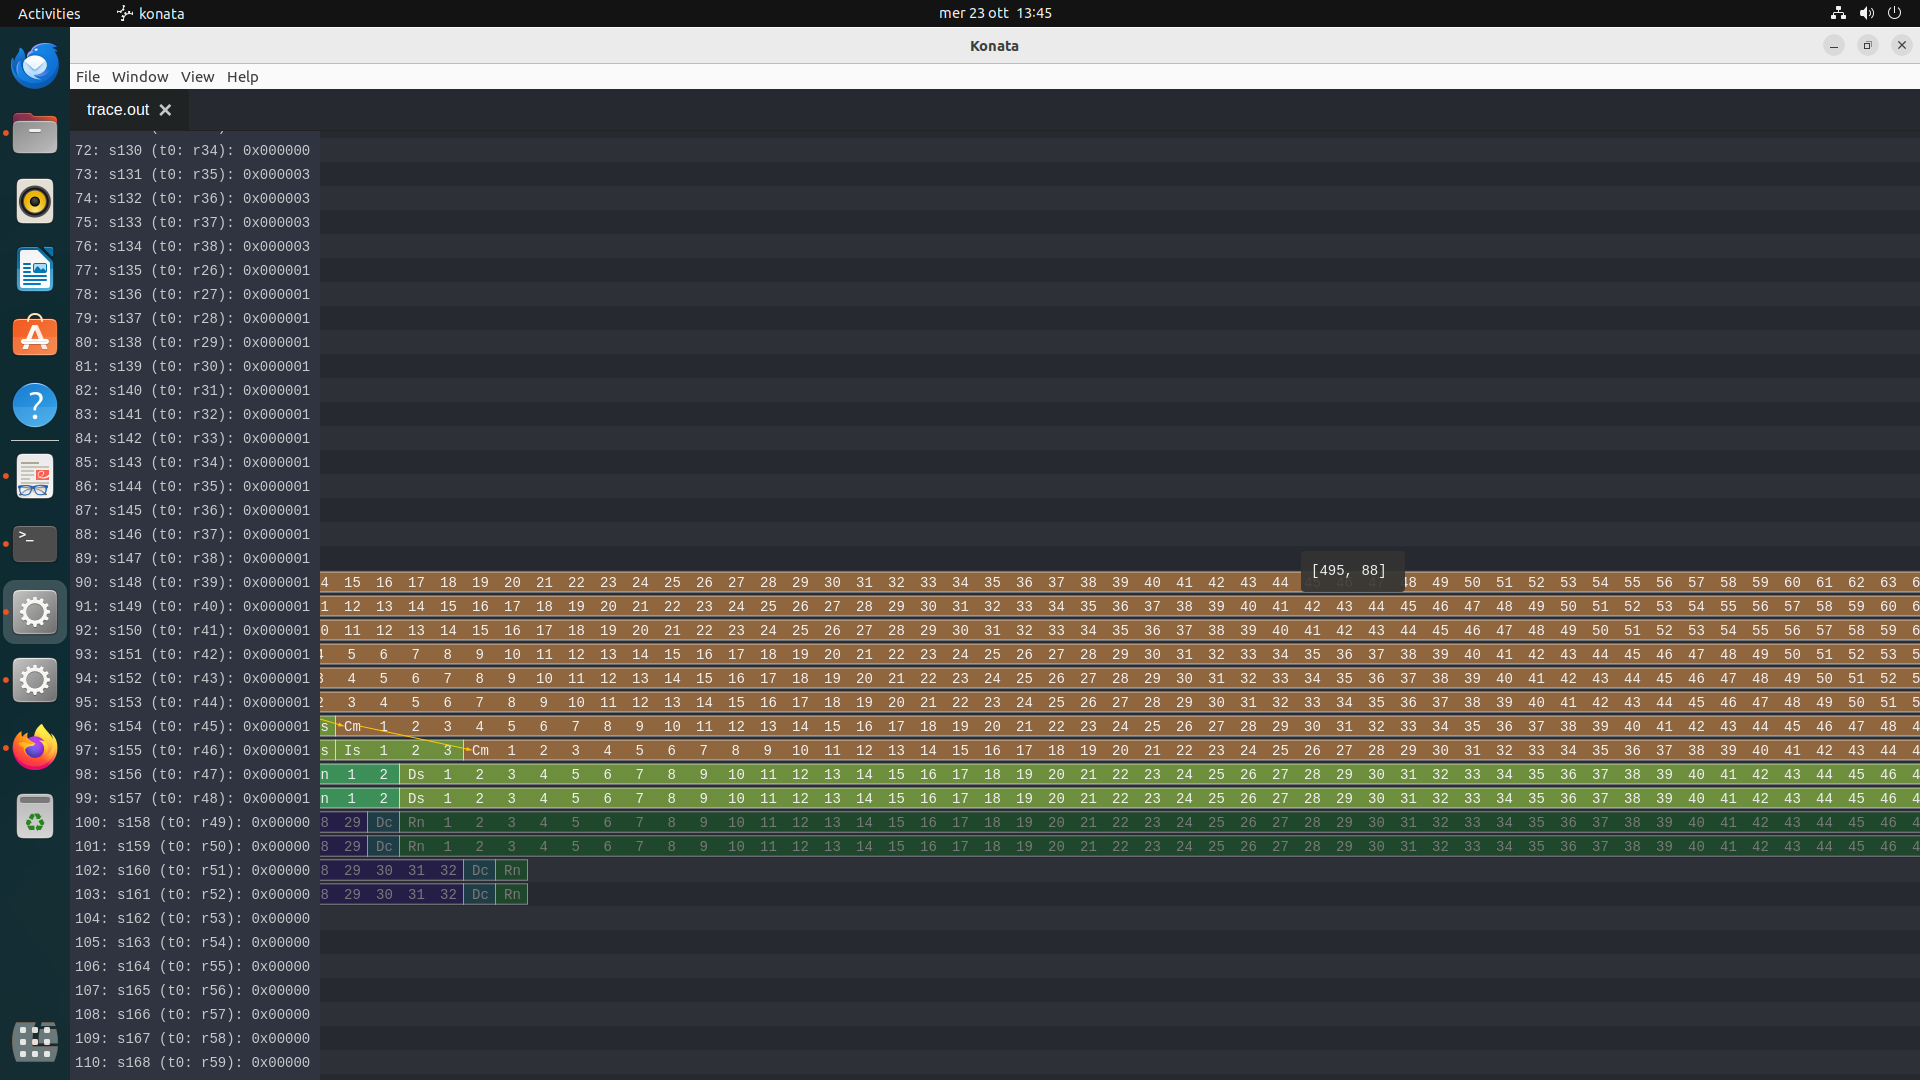 Activities konata mer 23 ott 13:45
Konata
File Window View Help
trace.out
72: s130 (t0: r34): 0x000000
73: s131 (t0: r35): 0x000003
74: s132 (t0: r36): 0x000003
75: s133 (t0: r37): 0x000003
76: s134 (t0: r38): 0x000003
77: s135 (t0: r26): 0x000001
78: s136 (t0: r27): 0x000001
79: s137 (t0: r28): 0x000001
80: s138 (t0: r29): 0x000001
81: s139 (t0: r30): 0x000001
82: s140 (t0: r31): 0x000001
83: s141 (t0: r32): 0x000001
84: s142 (t0: r33): 0x000001
85: s143 (t0: r34): 0x000001
86: s144 (t0: r35): 0x000001
87: s145 (t0: r36): 0x000001
88: s146 (t0: r37): 0x000001
89: s147 (t0: r38): 0x000001
[495, 88]
90: s148 (t0: r39): 0x000001 4 15 16 17 18 19 20 21 22 23 24 25 26 27 28 29 30 31 32 33 34 35 36 37 38 39 40 41 42 43 44 45 46 47 48 49 50 51 52 53 54 55 56 57 58 59 60 61 62 63 6
91: s149 (t0: r40): 0x000001 1 12 13 14 15 16 17 18 19 20 21 22 23 24 25 26 27 28 29 30 31 32 33 34 35 36 37 38 39 40 41 42 43 44 45 46 47 48 49 50 51 52 53 54 55 56 57 58 59 60 6
92: s150 (t0: r41): 0x000001 0 11 12 13 14 15 16 17 18 19 20 21 22 23 24 25 26 27 28 29 30 31 32 33 34 35 36 37 38 39 40 41 42 43 44 45 46 47 48 49 50 51 52 53 54 55 56 57 58 59 6
93: s151 (t0: r42): 0x000001 4 5 6 7 8 9 10 11 12 13 14 15 16 17 18 19 20 21 22 23 24 25 26 27 28 29 30 31 32 33 34 35 36 37 38 39 40 41 42 43 44 45 46 47 48 49 50 51 52 53 5
94: s152 (t0: r43): 0x000001 3 4 5 6 7 8 9 10 11 12 13 14 15 16 17 18 19 20 21 22 23 24 25 26 27 28 29 30 31 32 33 34 35 36 37 38 39 40 41 42 43 44 45 46 47 48 49 50 51 52 5
95: s153 (t0: r44): 0x000001 2 3 4 5 6 7 8 9 10 11 12 13 14 15 16 17 18 19 20 21 22 23 24 25 26 27 28 29 30 31 32 33 34 35 36 37 38 39 40 41 42 43 44 45 46 47 48 49 50 51 5
96: s154 (t0: r45): 0x000001 s Cm 1 2 3 4 5 6 7 8 9 10 11 12 13 14 15 16 17 18 19 20 21 22 23 24 25 26 27 28 29 30 31 32 33 34 35 36 37 38 39 40 41 42 43 44 45 46 47 48 4
97: s155 (t0: r46): 0x000001 s Is 1 2 3 Cm 1 2 3 4 5 6 7 8 9 10 11 12 13 14 15 16 17 18 19 20 21 22 23 24 25 26 27 28 29 30 31 32 33 34 35 36 37 38 39 40 41 42 43 44 4
98: s156 (t0: r47): 0x000001 n 1 2 Ds 1 2 3 4 5 6 7 8 9 10 11 12 13 14 15 16 17 18 19 20 21 22 23 24 25 26 27 28 29 30 31 32 33 34 35 36 37 38 39 40 41 42 43 44 45 46 4
99: s157 (t0: r48): 0x000001 n 1 2 Ds 1 2 3 4 5 6 7 8 9 10 11 12 13 14 15 16 17 18 19 20 21 22 23 24 25 26 27 28 29 30 31 32 33 34 35 36 37 38 39 40 41 42 43 44 45 46 4
100: s158 (t0: r49): 0x00000 8 29 Dc Rn 1 2 3 4 5 6 7 8 9 10 11 12 13 14 15 16 17 18 19 20 21 22 23 24 25 26 27 28 29 30 31 32 33 34 35 36 37 38 39 40 41 42 43 44 45 46 4
101: s159 (t0: r50): 0x00000 8 29 Dc Rn 1 2 3 4 5 6 7 8 9 10 11 12 13 14 15 16 17 18 19 20 21 22 23 24 25 26 27 28 29 30 31 32 33 34 35 36 37 38 39 40 41 42 43 44 45 46 4
102: s160 (t0: r51): 0x00000 8 29 30 31 32 Dc Rn
103: s161 (t0: r52): 0x00000 8 29 30 31 32 Dc Rn
104: s162 (t0: r53): 0x00000
105: s163 (t0: r54): 0x00000
106: s164 (t0: r55): 0x00000
107: s165 (t0: r56): 0x00000
108: s166 (t0: r57): 0x00000
109: s167 (t0: r58): 0x00000
110: s168 (t0: r59): 0x00000